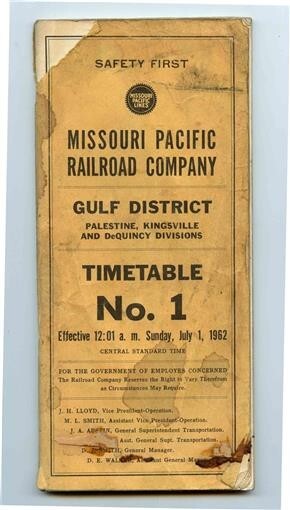 SAFETY FIRST
MISSOURI
PACIFIC
LINES
MISSOURI PACIFIC
RAILROAD COMPANY
GULF DISTRICT
PALESTINE, KINGSVILLE
AND DeQUINCY DIVISIONS
TIMETABLE
No. 1
Effective 12:01 a. m. Sunday, July 1, 1962
CENTRAL STANDARD TIME
FOR THE GOVERNMENT OF EMPLOYES CONCERNED
The Railroad Company Reserves the Right to Vary Therefrom
as Circumstances May Require.
J. H. LLOYD, Vice President-Operation.
M. L. SMITH, Assistant Vice President-Operation.
J. A. AUSTIN, General Superintendent Transportation.
Asst. General Supt. Transportation.
SMITH, General Manager.
D. E. Assistant General Manager